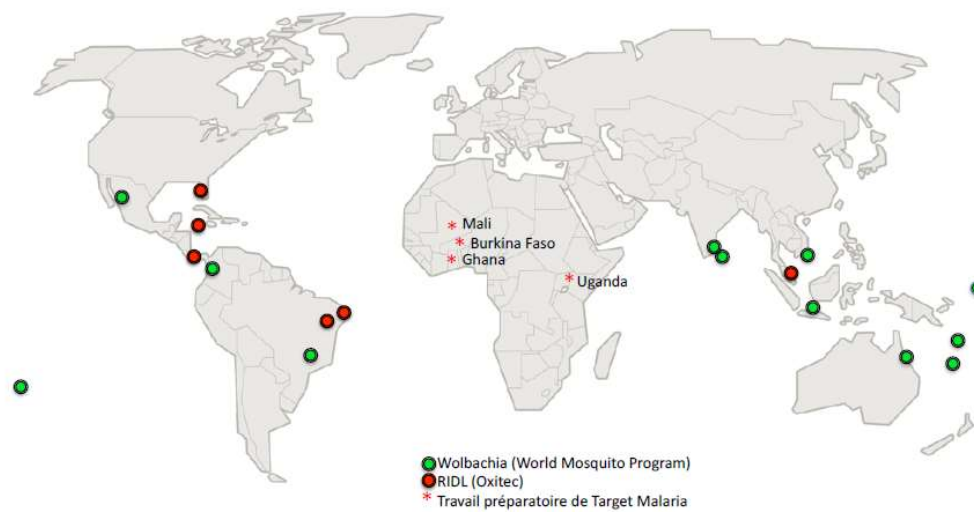 Mali
Burkina Faso
Ghana
Uganda
Wolbachia (World Mosquito Program)
RIDL (Oxitec)
* Travail préparatoire de Target Malaria